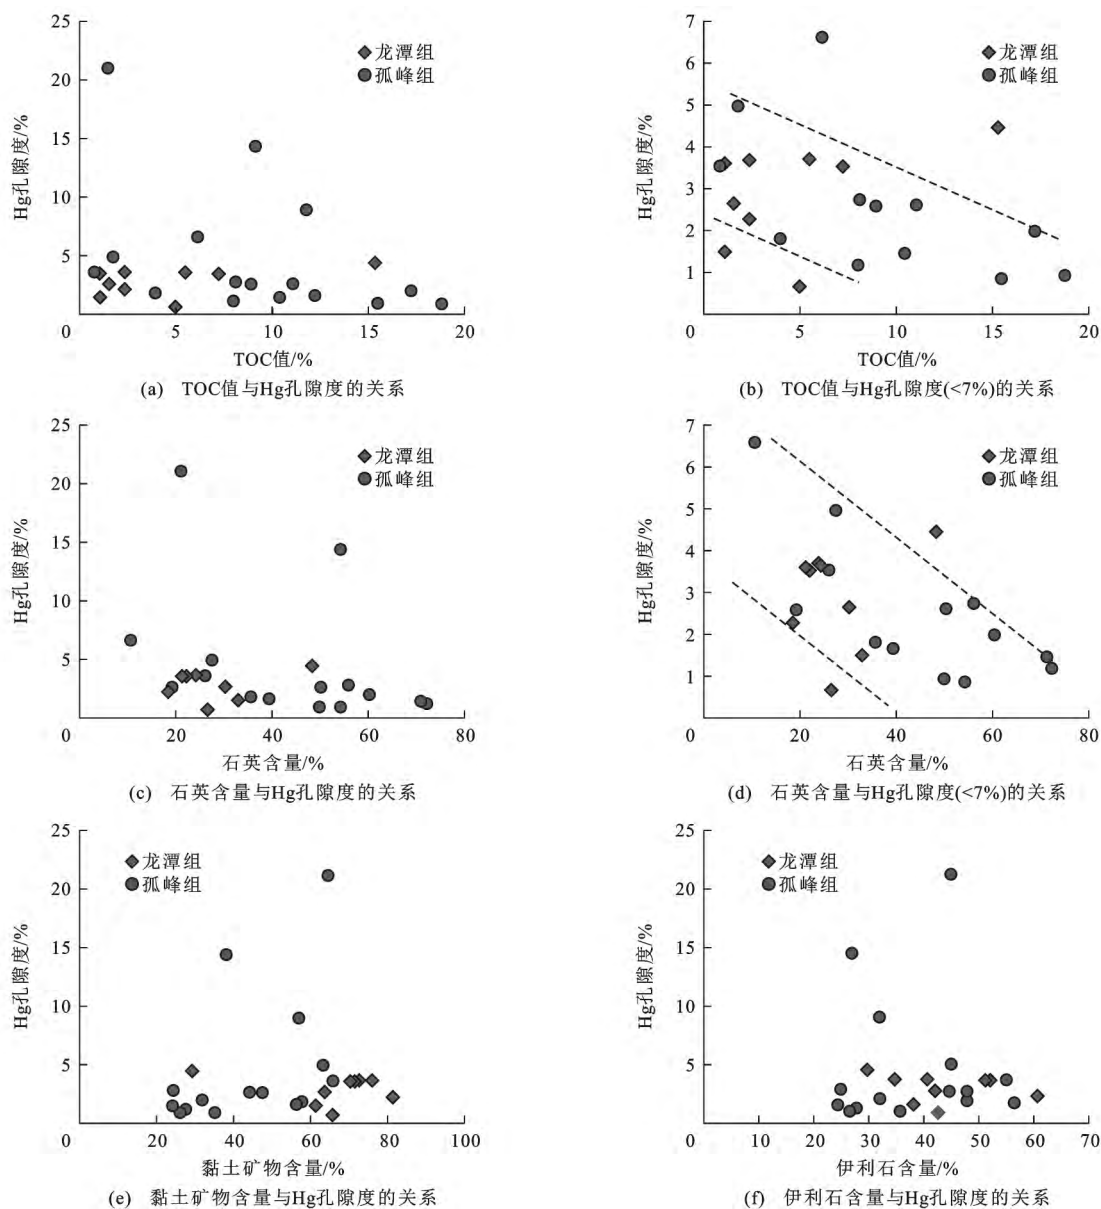 25
20
15
10
5
0
5
10
15
20
Hg孔隙度/%
TOC值/%
龙潭组
孤峰组
(a) TOC值与Hg孔隙度的关系
7
6
5
4
3
2
1
0
5
10
15
20
Hg孔隙度/%
TOC值/%
龙潭组
孤峰组
(b) TOC值与Hg孔隙度(<7%)的关系
25
20
15
10
5
0
20
40
60
80
Hg孔隙度/%
石英含量/%
龙潭组
孤峰组
(c) 石英含量与Hg孔隙度的关系
7
6
5
4
3
2
1
0
20
40
60
80
Hg孔隙度/%
石英含量/%
龙潭组
孤峰组
(d) 石英含量与Hg孔隙度(<7%)的关系
25
20
15
10
5
0
20
40
60
80
100
Hg孔隙度/%
黏土矿物含量/%
龙潭组
孤峰组
(e) 黏土矿物含量与Hg孔隙度的关系
25
20
15
10
5
0
10
20
30
40
50
60
70
Hg孔隙度/%
伊利石含量/%
龙潭组
孤峰组
(f) 伊利石含量与Hg孔隙度的关系